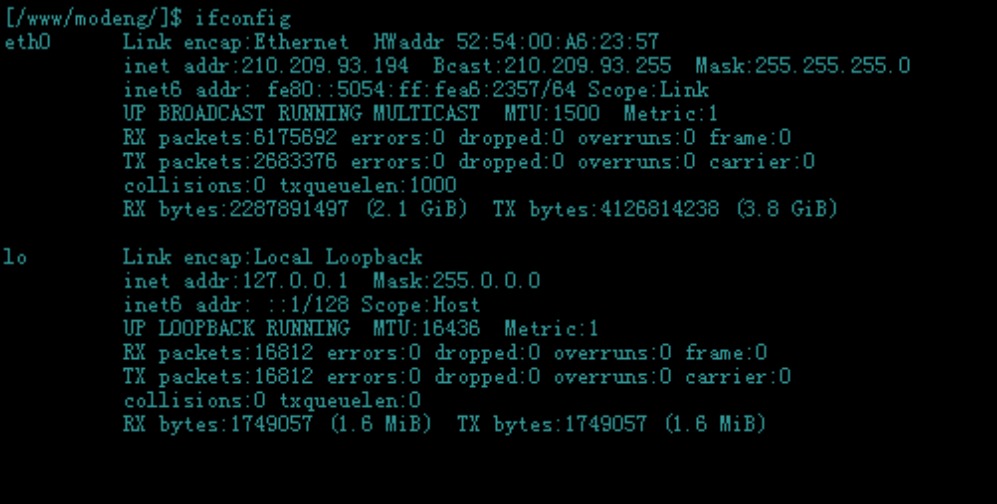 [/www/modeng/]$ ifconfig
eth0      Link encap:Ethernet  HWaddr 52:54:00:A6:23:57
          inet addr:210.209.93.194  Bcast:210.209.93.255  Mask:255.255.255.0
          inet6 addr: fe80::5054:ff:fea6:2357/64 Scope:Link
          UP BROADCAST RUNNING MULTICAST  MTU:1500  Metric:1
          RX packets:6175692 errors:0 dropped:0 overruns:0 frame:0
          TX packets:2683376 errors:0 dropped:0 overruns:0 carrier:0
          collisions:0 txqueuelen:1000
          RX bytes:2287891497 (2.1 GiB)  TX bytes:4126814238 (3.8 GiB)

lo        Link encap:Local Loopback
          inet addr:127.0.0.1  Mask:255.0.0.0
          inet6 addr: ::1/128 Scope:Host
          UP LOOPBACK RUNNING  MTU:16436  Metric:1
          RX packets:16812 errors:0 dropped:0 overruns:0 frame:0
          TX packets:16812 errors:0 dropped:0 overruns:0 carrier:0
          collisions:0 txqueuelen:0
          RX bytes:1749057 (1.6 MiB)  TX bytes:1749057 (1.6 MiB)